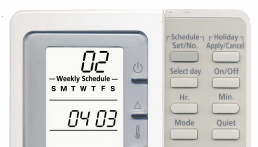 02
Weekly Schedule
S M T W T F S
04 03
Schedule
Set/No.
Holiday
Apply/Cancel
Select day
On/Off
Hr.
Min.
Mode
Quiet